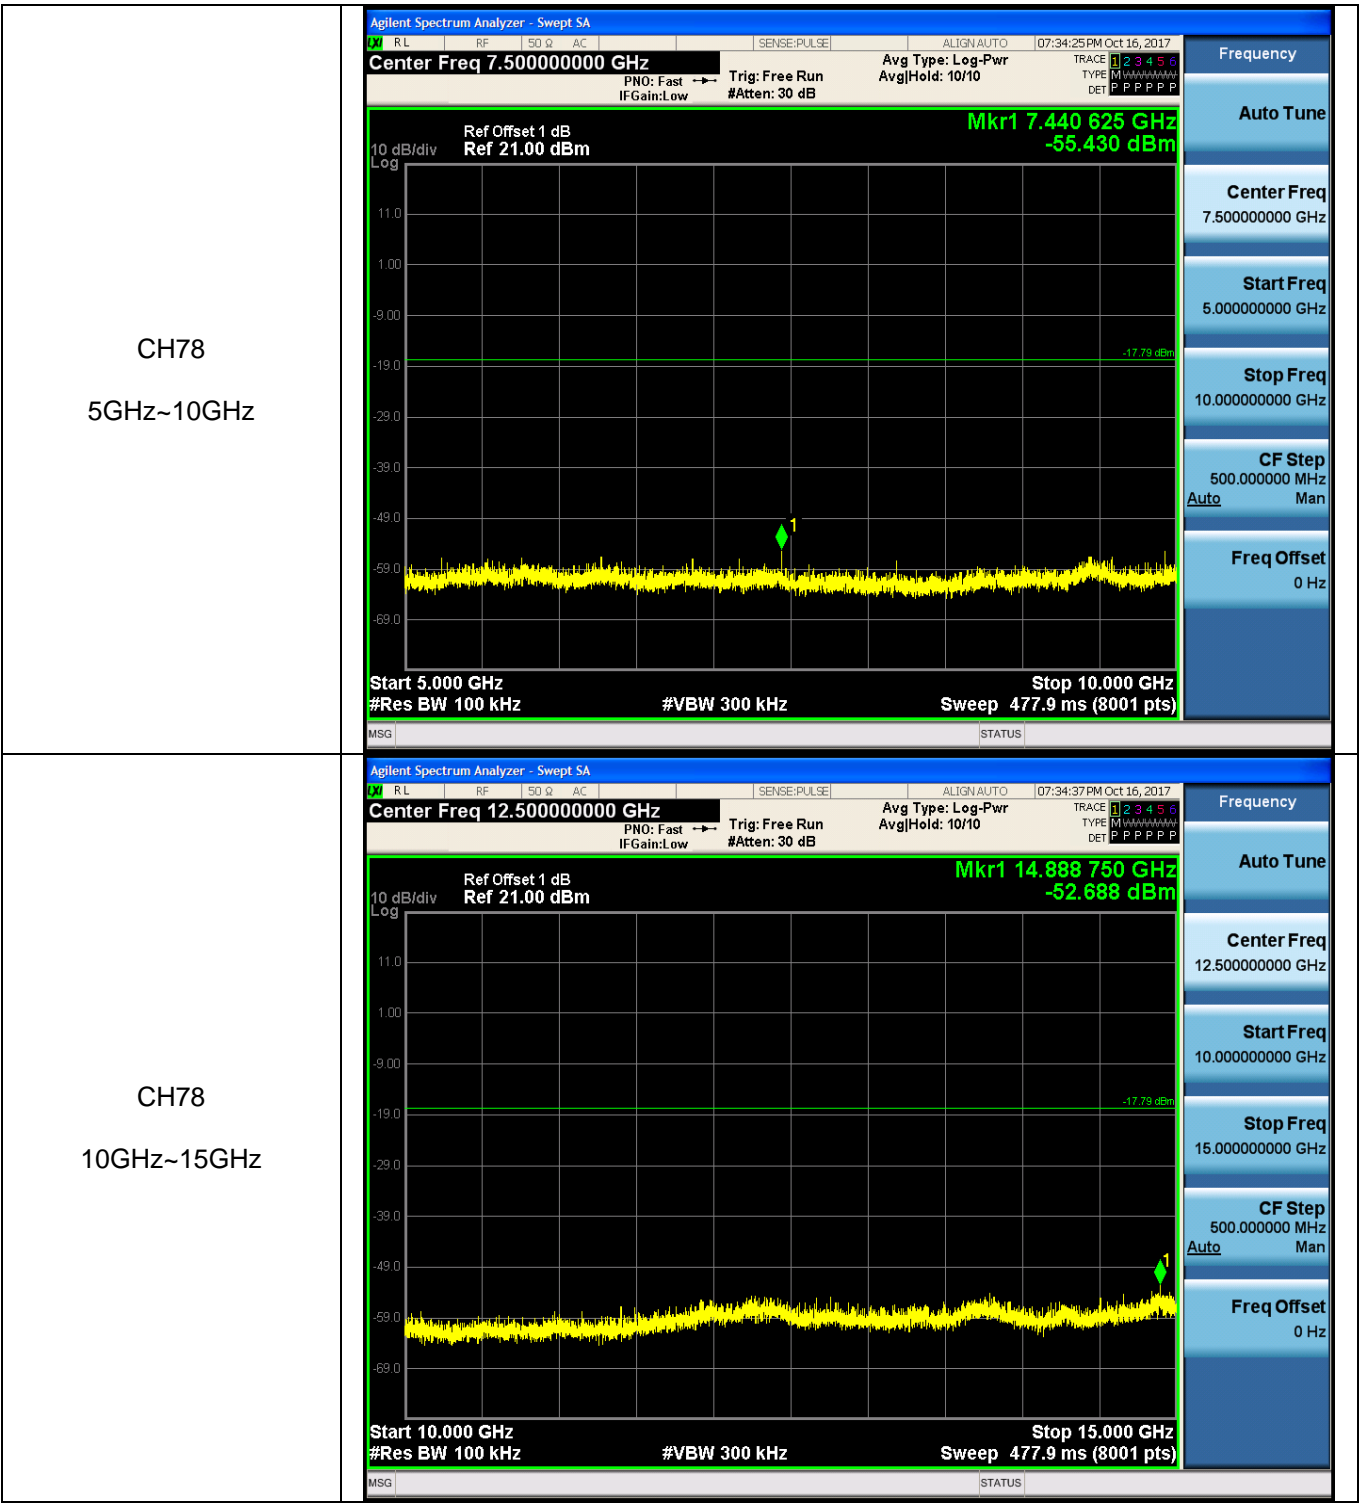 CH78
5GHz~10GHz
Agilent Spectrum Analyzer - Swept SA
LXI RL RF 50 Ω AC SENSE:PULSE ALIGN AUTO 07:34:25 PM Oct 16, 2017
Center Freq 7.500000000 GHz
PNO: Fast
IFGain:Low
Trig: Free Run
#Atten: 30 dB
Avg Type: Log-Pwr
Avg|Hold: 10/10
TRACE 1 2 3 4 5 6
TYPE M WWWWW
DET P P P P P P
Mkr1 7.440 625 GHz
-55.430 dBm
Ref Offset 1 dB
10 dB/div Ref 21.00 dBm
Log
11.0
1.00
-9.00
-17.79 dBm
-19.0
-29.0
-39.0
-49.0
1
-59.0
-69.0
Start 5.000 GHz Stop 10.000 GHz
#Res BW 100 kHz #VBW 300 kHz Sweep 477.9 ms (8001 pts)
MSG STATUS
Frequency
Auto Tune
Center Freq
7.500000000 GHz
Start Freq
5.000000000 GHz
Stop Freq
10.000000000 GHz
CF Step
500.000000 MHz
Auto Man
Freq Offset
0 Hz
CH78
10GHz~15GHz
Agilent Spectrum Analyzer - Swept SA
LXI RL RF 50 Ω AC SENSE:PULSE ALIGN AUTO 07:34:37 PM Oct 16, 2017
Center Freq 12.500000000 GHz
PNO: Fast
IFGain:Low
Trig: Free Run
#Atten: 30 dB
Avg Type: Log-Pwr
Avg|Hold: 10/10
TRACE 1 2 3 4 5 6
TYPE M WWWWW
DET P P P P P P
Mkr1 14.888 750 GHz
-52.688 dBm
Ref Offset 1 dB
10 dB/div Ref 21.00 dBm
Log
11.0
1.00
-9.00
-17.79 dBm
-19.0
-29.0
-39.0
-49.0
1
-59.0
-69.0
Start 10.000 GHz Stop 15.000 GHz
#Res BW 100 kHz #VBW 300 kHz Sweep 477.9 ms (8001 pts)
MSG STATUS
Frequency
Auto Tune
Center Freq
12.500000000 GHz
Start Freq
10.000000000 GHz
Stop Freq
15.000000000 GHz
CF Step
500.000000 MHz
Auto Man
Freq Offset
0 Hz